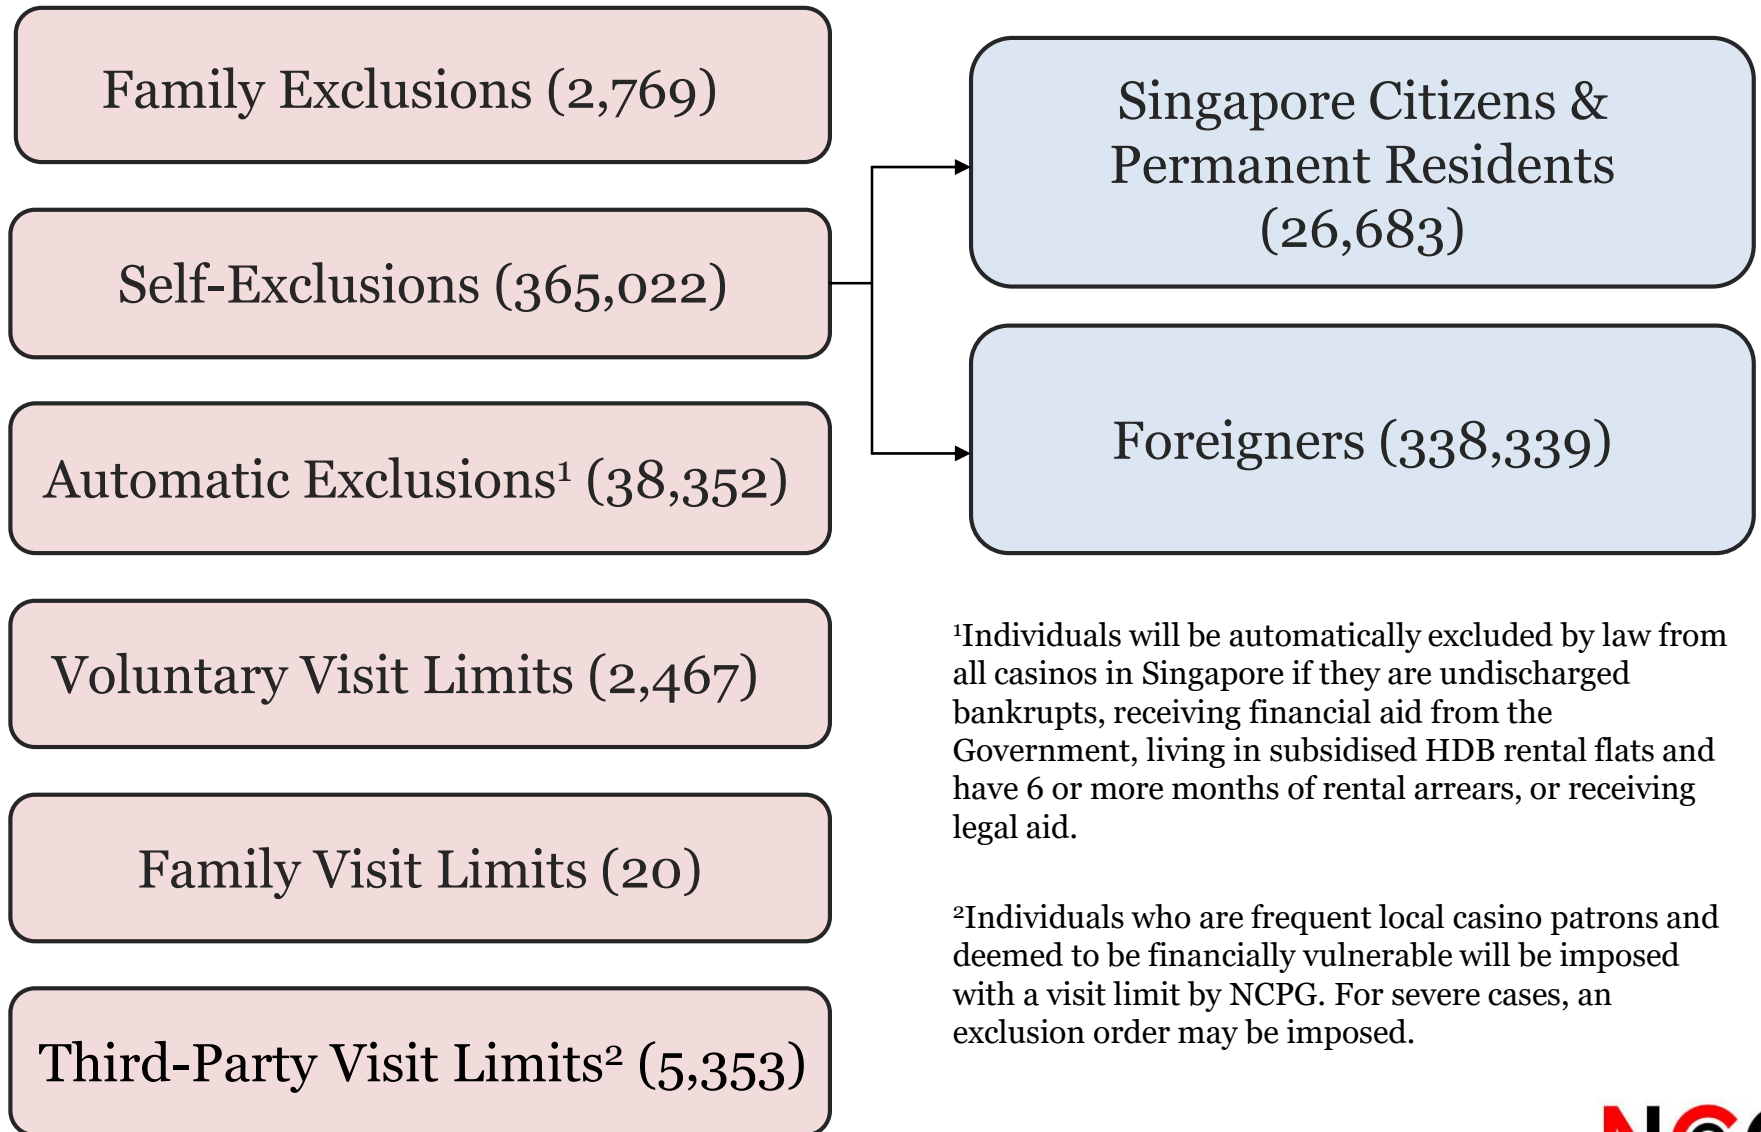 Family Exclusions (2,769)
Self-Exclusions (365,022)
Automatic Exclusions¹ (38,352)
Voluntary Visit Limits (2,467)
Family Visit Limits (20)
Third-Party Visit Limits² (5,353)
Singapore Citizens &
Permanent Residents
(26,683)
Foreigners (338,339)
¹Individuals will be automatically excluded by law from
all casinos in Singapore if they are undischarged
bankrupts, receiving financial aid from the
Government, living in subsidised HDB rental flats and
have 6 or more months of rental arrears, or receiving
legal aid.
²Individuals who are frequent local casino patrons and
deemed to be financially vulnerable will be imposed
with a visit limit by NCPG. For severe cases, an
exclusion order may be imposed.